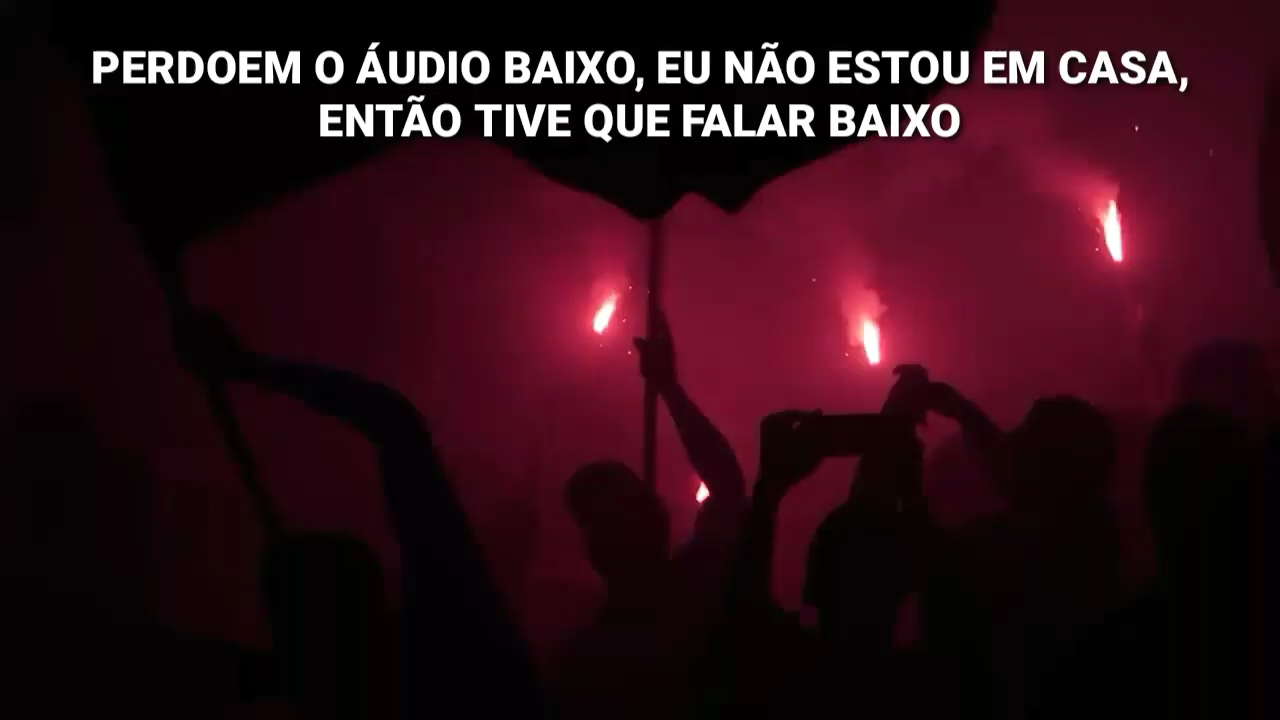 PERDOEM O ÁUDIO BAIXO, EU NÃO ESTOU EM CASA,
ENTÃO TIVE QUE FALAR BAIXO